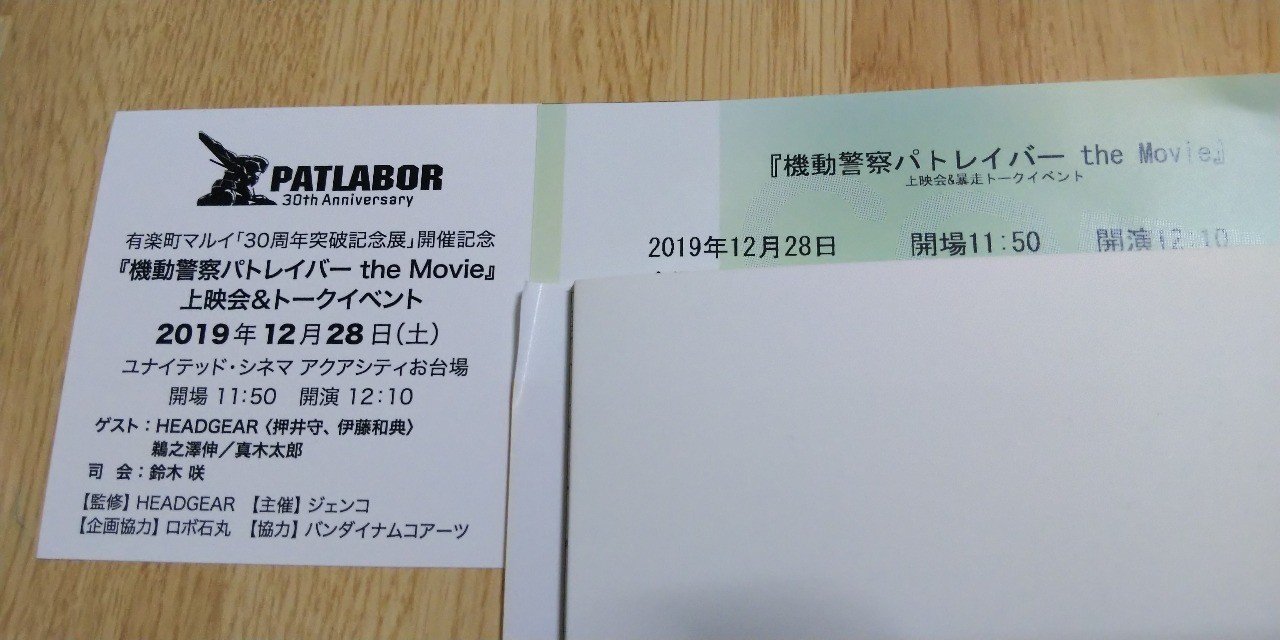 PATLABOR
30th Anniversary
有楽町マルイ「30周年突破記念展」開催記念
『機動警察パトレイバー the Movie』
上映会&トークイベント
2019年12月28日(土)
ユナイテッド・シネマ アクアシティお台場
開場 11:50 開演 12:10
ゲスト:HEADGEAR〈押井守、伊藤和典〉
鵜之澤伸/真木太郎
司 会:鈴木 咲
【監修】HEADGEAR 【主催】ジェンコ
【企画協力】ロボ石丸 【協力】バンダイナムコアーツ
『機動警察パトレイバー the Movie』
上映会&暴走トークイベント
2019年12月28日 開場11:50 開演12:10